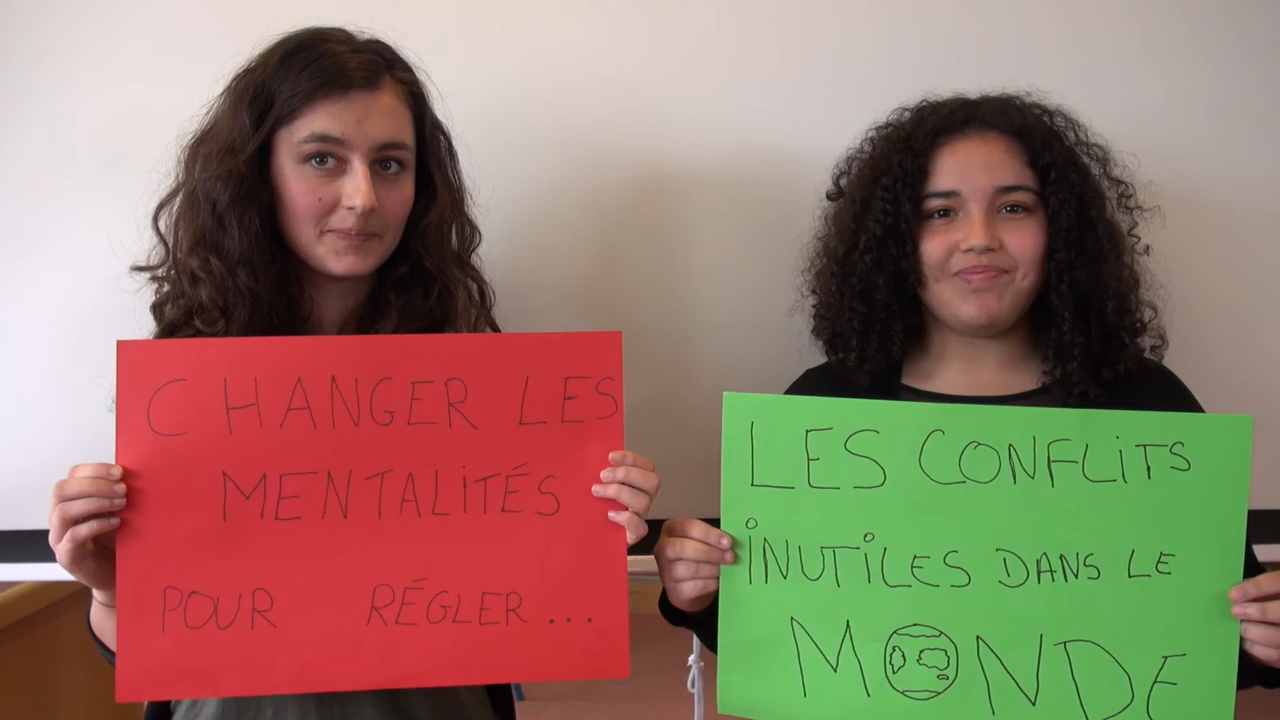 CHANGER LES
MENTALITÉS
POUR RÉGLER...
LES CONFLITS
INUTILES DANS LE
MONDE